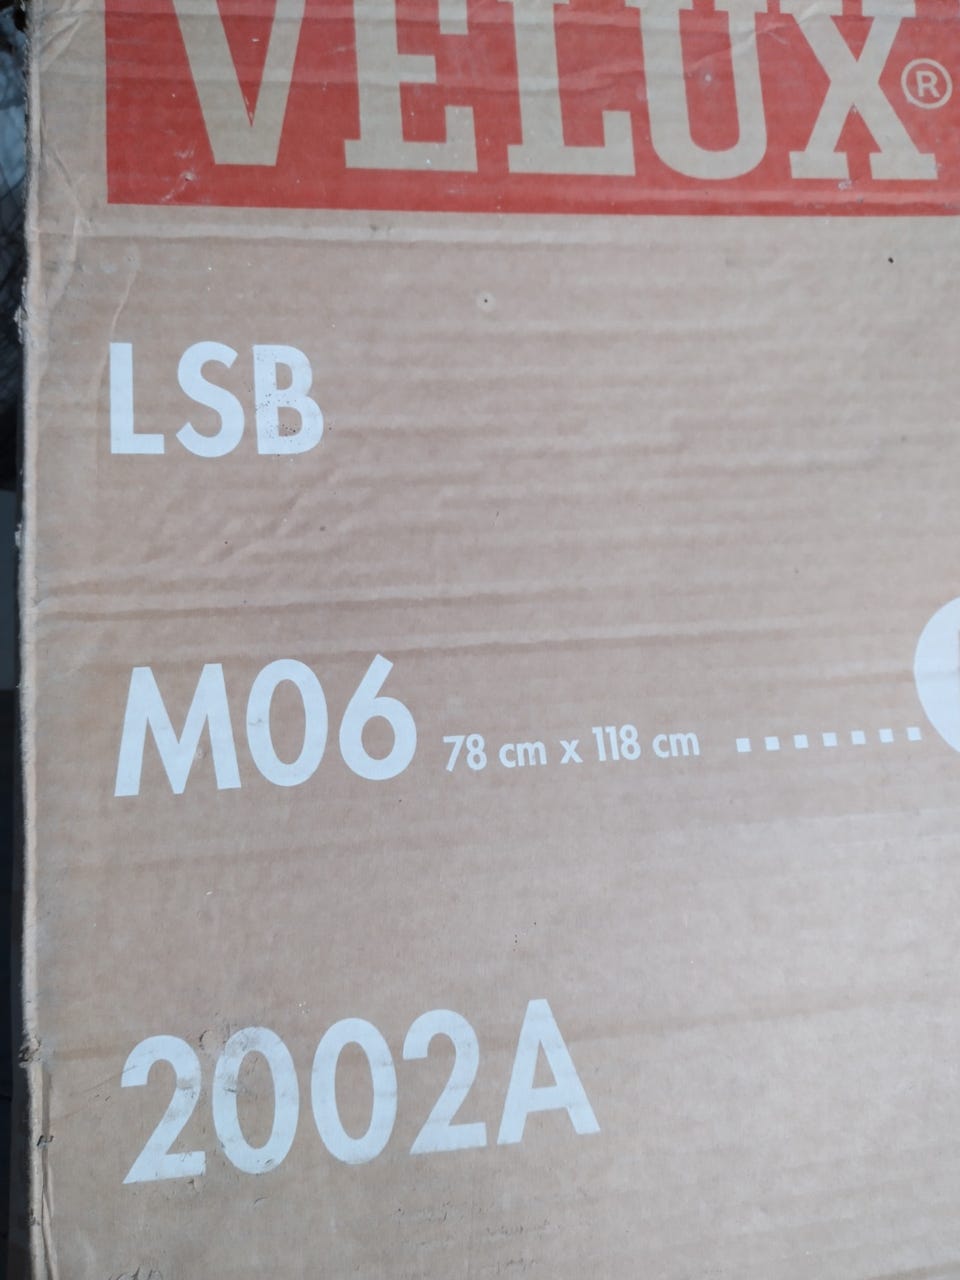 VELUX®
LSB
M06 78 cm x 118 cm
2002A